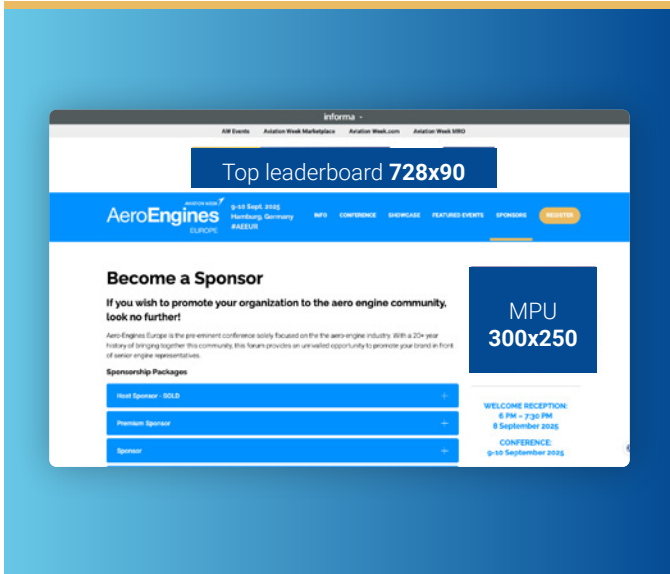 informa
AW Events Aviation Week Marketplace Aviation Week.com Aviation Week MRO
Top leaderboard 728x90
AVIATION WEEK
AeroEngines
EUROPE
9-10 Sept. 2025
Hamburg, Germany
#AEEUR
INFO CONFERENCE SHOWCASE FEATURED EVENTS SPONSORS REGISTER
Become a Sponsor
If you wish to promote your organization to the aero engine community,
look no further!
Aero-Engines Europe is the pre-eminent conference solely focused on the the aero-engine industry. With a 20+ year
history of bringing together this community, this forum provides an unrivalled opportunity to promote your brand in front
of senior engine representatives.
Sponsorship Packages
Host Sponsor - SOLD
Premium Sponsor
Sponsor
MPU
300x250
WELCOME RECEPTION:
6 PM – 7:30 PM
8 September 2025
CONFERENCE:
9-10 September 2025